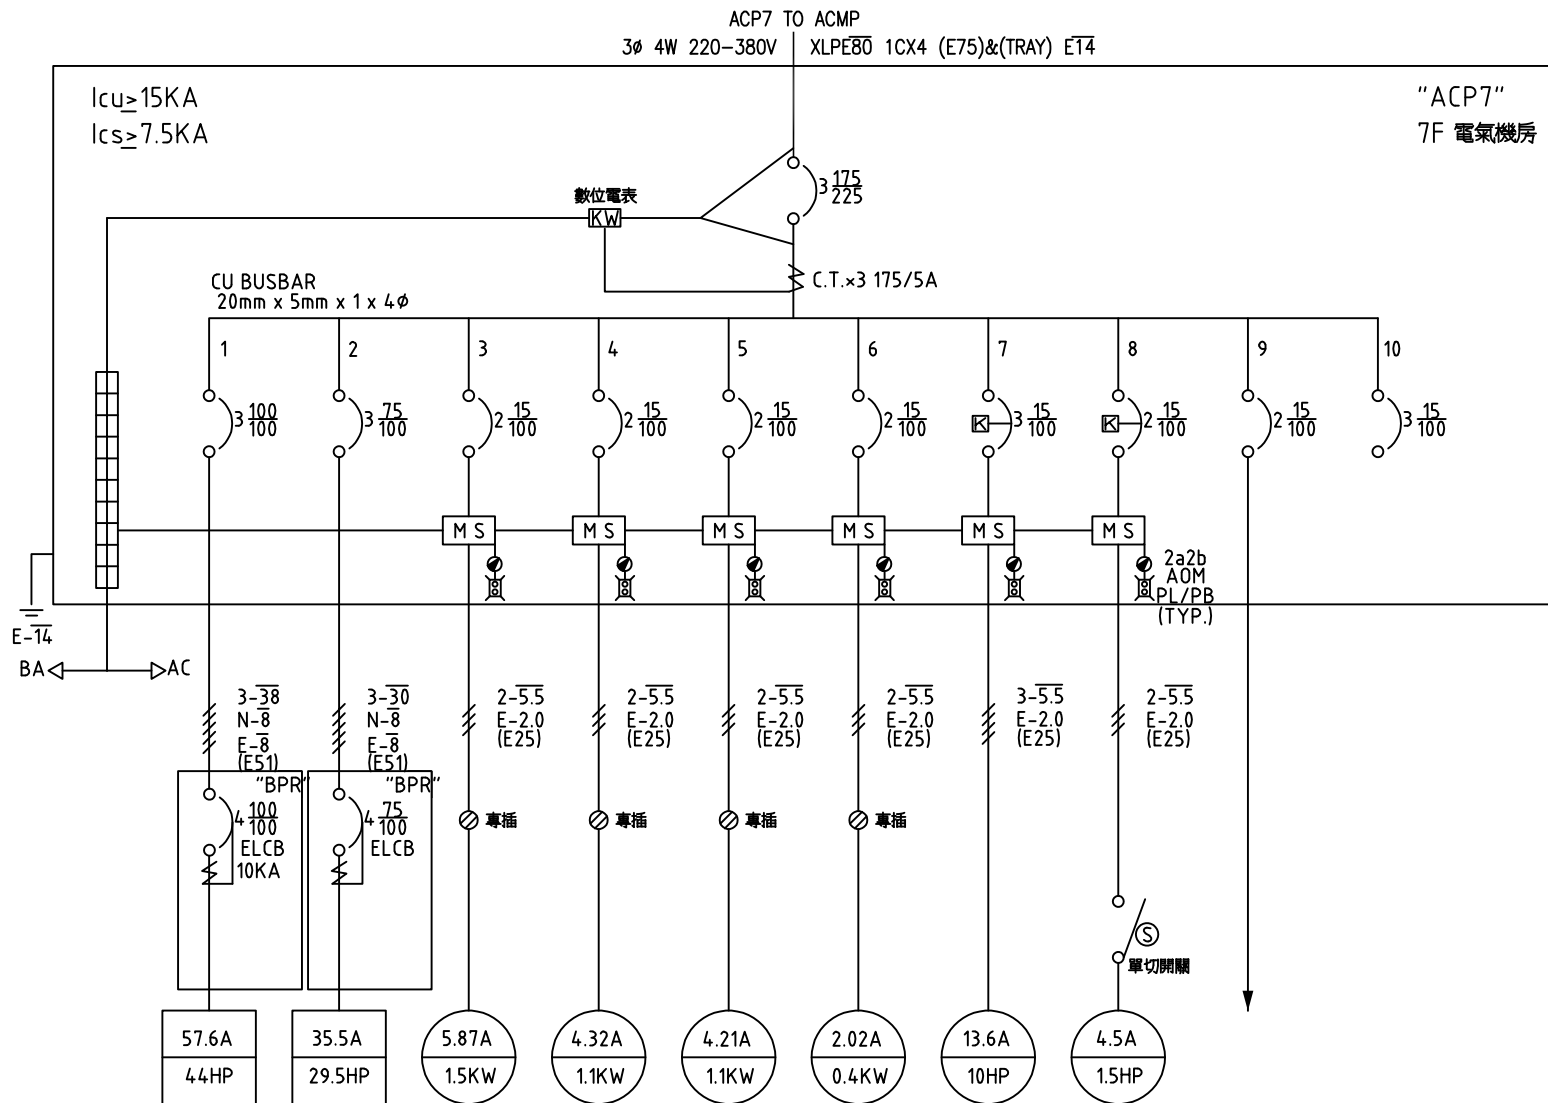 ACP7 TO ACMP
3ø 4W 220-380V XLPE80 1CX4 (E75)&(TRAY) E14
Icu≥15KA
Ics≥7.5KA
"ACP7"
7F 電氣機房
3 175/225
數位電表
KW
C.T.×3 175/5A
CU BUSBAR
20mm x 5mm x 1 x 4ø
1 2 3 4 5 6 7 8 9 10
3 100/100
3 75/100
2 15/100
2 15/100
2 15/100
2 15/100
K 3 15/100
K 2 15/100
2 15/100
3 15/100
MS MS MS MS MS MS
2a2b
AOM
PL/PB
(TYP.)
E-14
BA AC
3-38
N-8
E-8
(E51)
3-30
N-8
E-8
(E51)
2-5.5
E-2.0
(E25)
2-5.5
E-2.0
(E25)
2-5.5
E-2.0
(E25)
2-5.5
E-2.0
(E25)
3-5.5
E-2.0
(E25)
2-5.5
E-2.0
(E25)
"BPR"
4 100/100
ELCB
10KA
"BPR"
4 75/100
ELCB
專插 專插 專插 專插
S
單切開關
57.6A
44HP
35.5A
29.5HP
5.87A
1.5KW
4.32A
1.1KW
4.21A
1.1KW
2.02A
0.4KW
13.6A
10HP
4.5A
1.5HP